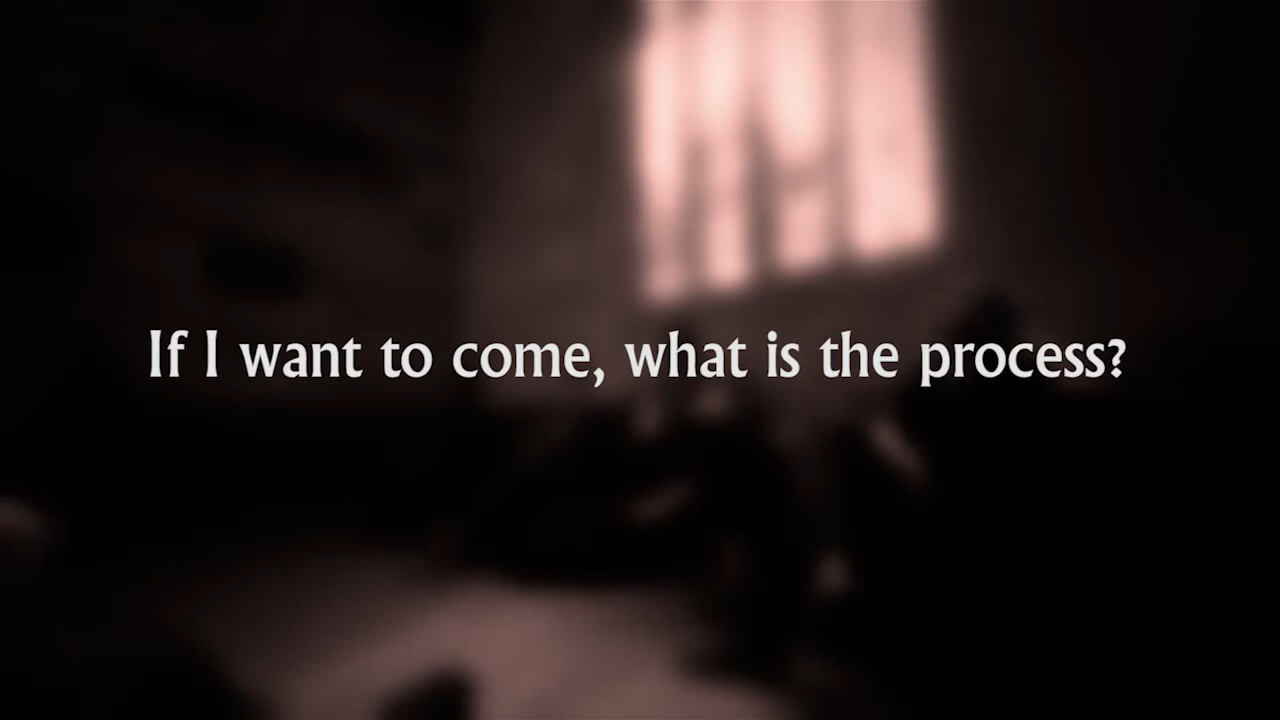 If I want to come, what is the process?